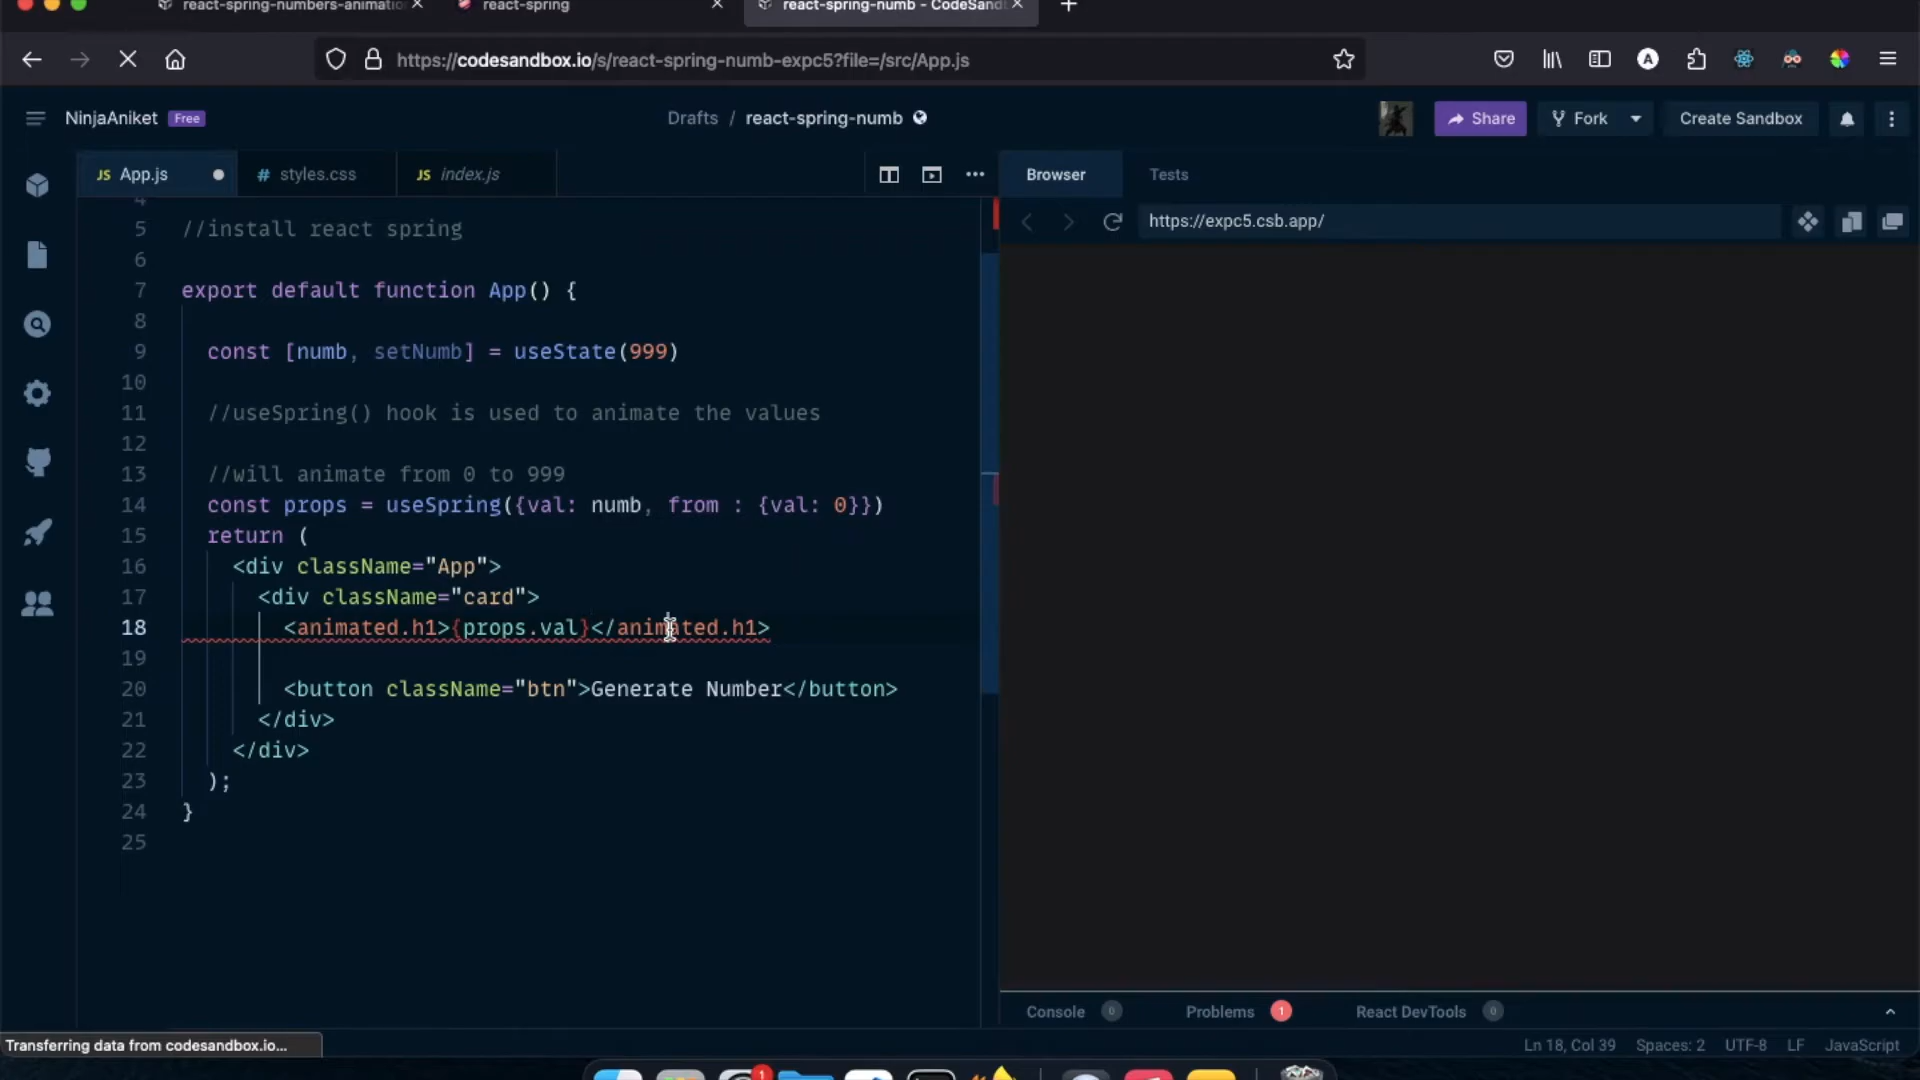 react-spring-numbers-animatio
react-spring
react-spring-numb - CodeSand
https://codesandbox.io/s/react-spring-numb-expc5?file=/src/App.js
A
NinjaAniket Free
Drafts / react-spring-numb
Share
Fork
Create Sandbox
JS App.js
# styles.css
JS index.js
Browser
Tests
https://expc5.csb.app/
4
5 //install react spring
6
7 export default function App() {
8
9 const [numb, setNumb] = useState(999)
10
11 //useSpring() hook is used to animate the values
12
13 //will animate from 0 to 999
14 const props = useSpring({val: numb, from : {val: 0}})
15 return (
16 <div className="App">
17 <div className="card">
18 <animated.h1>{props.val}</animated.h1>
19
20 <button className="btn">Generate Number</button>
21 </div>
22 </div>
23 );
24 }
25
Console 0
Problems 1
React DevTools 0
Transferring data from codesandbox.io...
Ln 18, Col 39 Spaces: 2 UTF-8 LF JavaScript
1